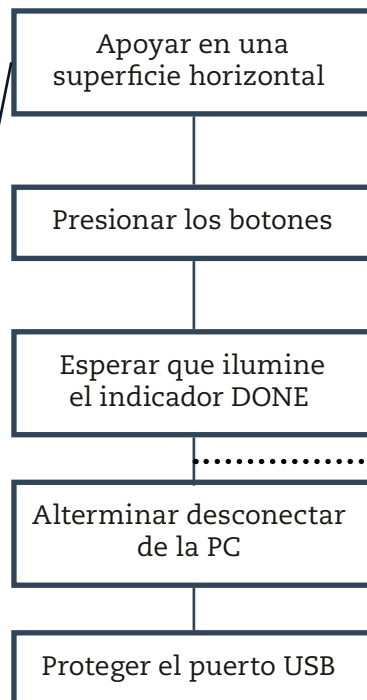 Apoyar en una
superficie horizontal
Presionar los botones
Esperar que ilumine
el indicador DONE
Alterminar desconectar
de la PC
Proteger el puerto USB